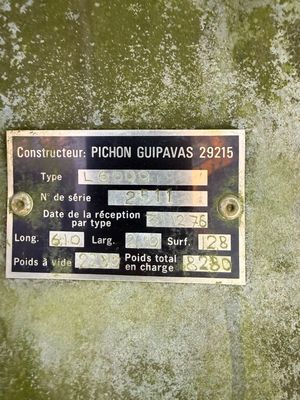 Constructeur: PICHON GUIPAVAS 29215
Type
N° de série 2511
Date de la réception
par type
Long. 610 Larg. Surf. 128
Poids à vide Poids total
en charge 8280